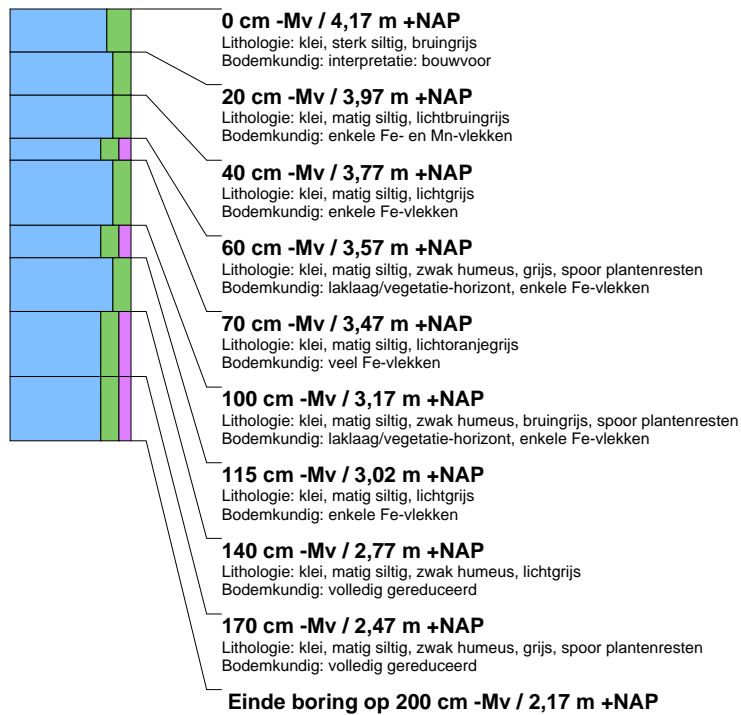 0 cm -Mv / 4,17 m +NAP
Lithologie: klei, sterk siltig, bruingrijs
Bodemkundig: interpretatie: bouwvoor
20 cm -Mv / 3,97 m +NAP
Lithologie: klei, matig siltig, lichtbruingrijs
Bodemkundig: enkele Fe- en Mn-vlekken
40 cm -Mv / 3,77 m +NAP
Lithologie: klei, matig siltig, lichtgrijs
Bodemkundig: enkele Fe-vlekken
60 cm -Mv / 3,57 m +NAP
Lithologie: klei, matig siltig, zwak humeus, grijs, spoor plantenresten
Bodemkundig: laklaag/vegetatie-horizont, enkele Fe-vlekken
70 cm -Mv / 3,47 m +NAP
Lithologie: klei, matig siltig, lichtoranjegrijs
Bodemkundig: veel Fe-vlekken
100 cm -Mv / 3,17 m +NAP
Lithologie: klei, matig siltig, zwak humeus, bruingrijs, spoor plantenresten
Bodemkundig: laklaag/vegetatie-horizont, enkele Fe-vlekken
115 cm -Mv / 3,02 m +NAP
Lithologie: klei, matig siltig, lichtgrijs
Bodemkundig: enkele Fe-vlekken
140 cm -Mv / 2,77 m +NAP
Lithologie: klei, matig siltig, zwak humeus, lichtgrijs
Bodemkundig: volledig gereduceerd
170 cm -Mv / 2,47 m +NAP
Lithologie: klei, matig siltig, zwak humeus, grijs, spoor plantenresten
Bodemkundig: volledig gereduceerd
Einde boring op 200 cm -Mv / 2,17 m +NAP